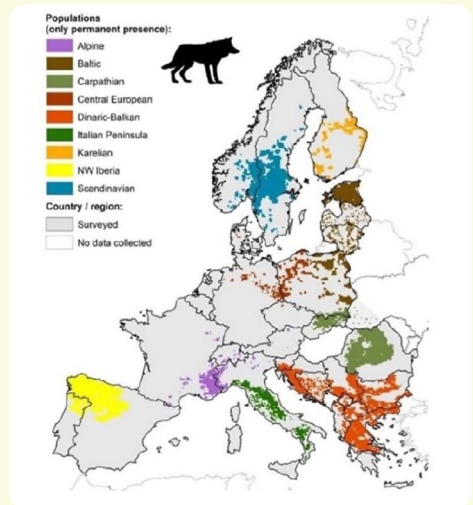 Populations
(only permanent presence):
Alpine
Baltic
Carpathian
Central European
Dinaric-Balkan
Italian Peninsula
Karelian
NW Iberia
Scandinavian
Country / region:
Surveyed
No data collected